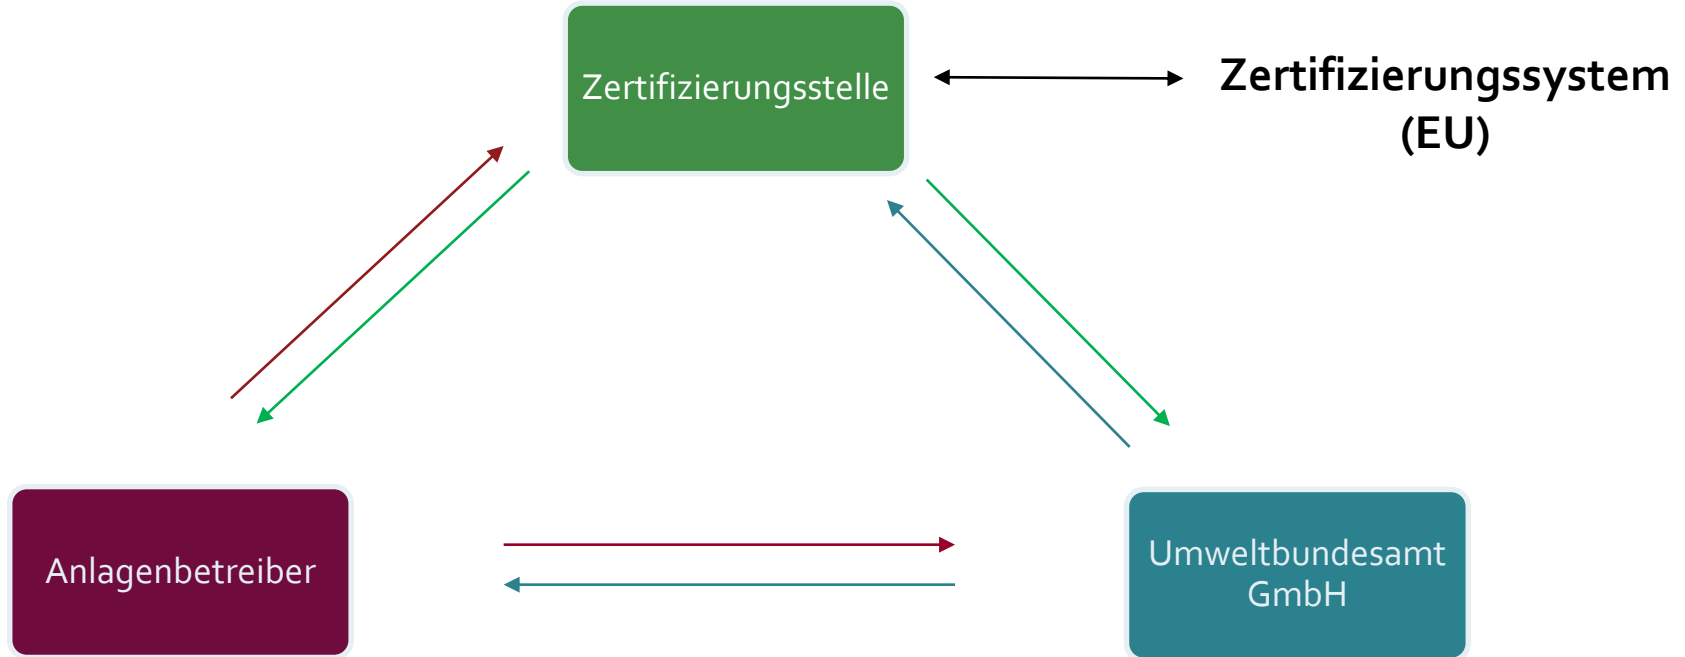 Zertifizierungsstelle
Zertifizierungssystem
(EU)
Anlagenbetreiber
Umweltbundesamt
GmbH